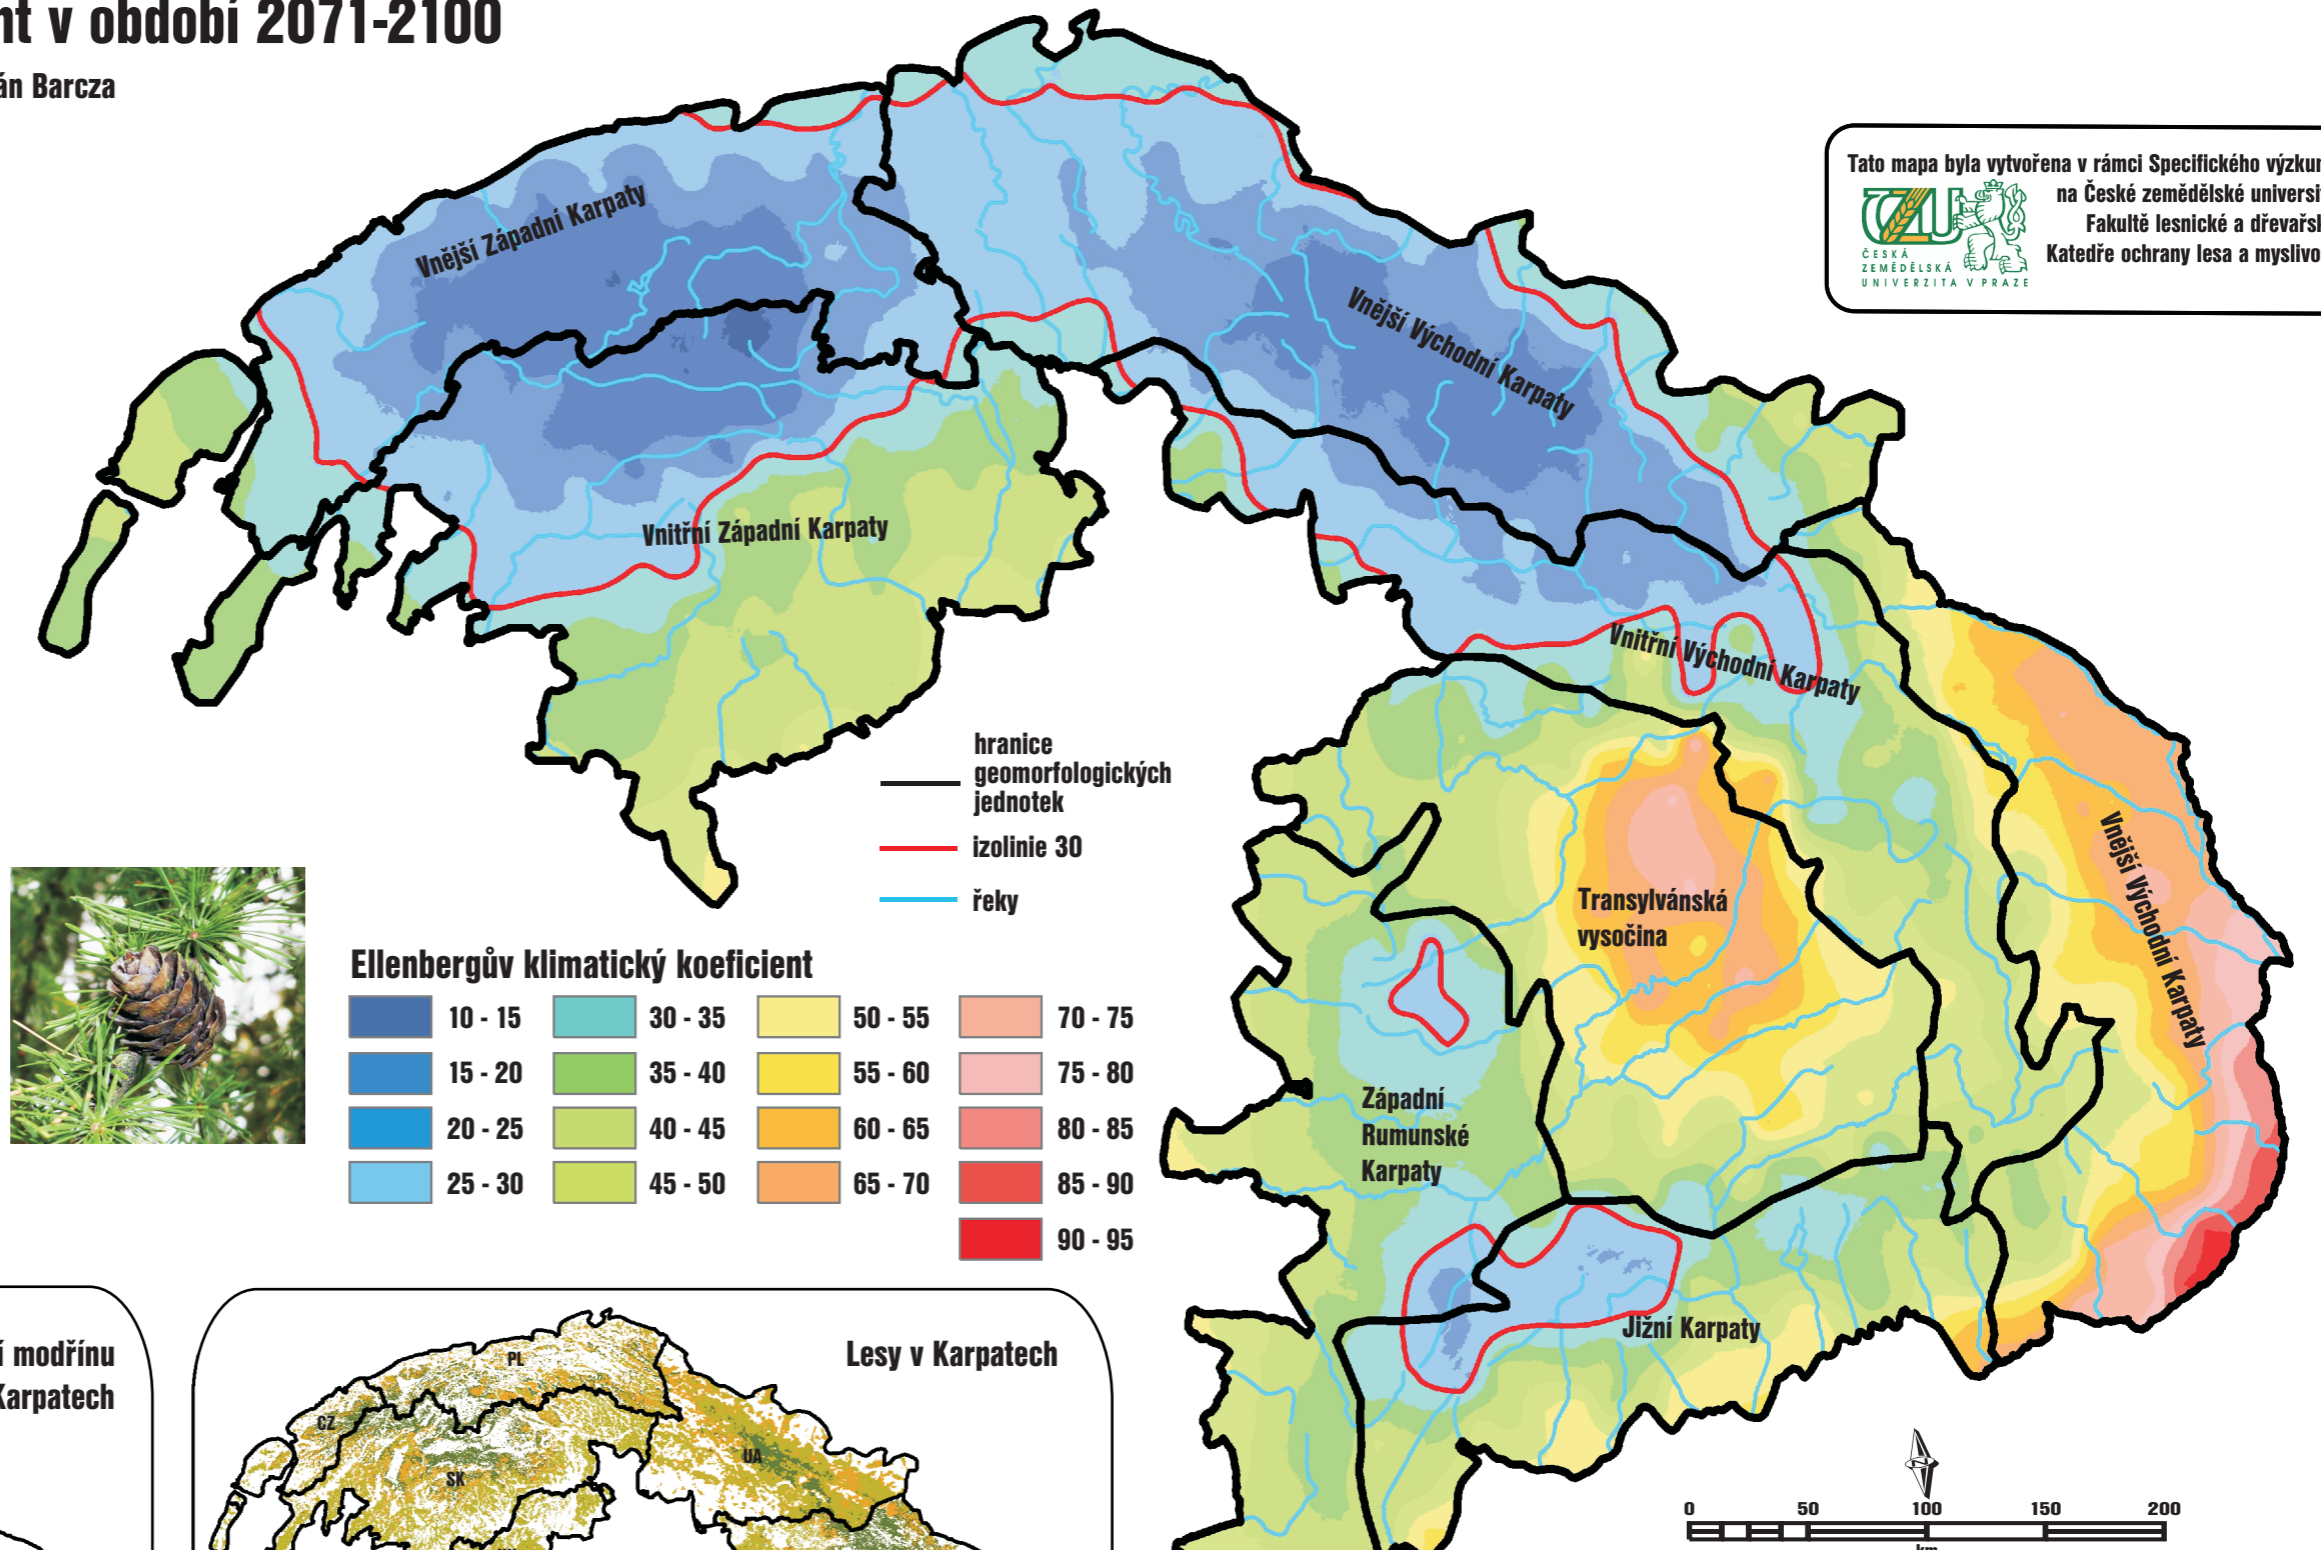 nt v období 2071-2100
án Barcza
Tato mapa byla vytvořena v rámci Specifického výzkum
na České zemědělské universi
Fakultě lesnické a dřevařsk
Katedře ochrany lesa a myslivo
ČZU
ČESKÁ
ZEMĚDĚLSKÁ
UNIVERZITA V PRAZE
Vnější Západní Karpaty
Vnější Východní Karpaty
Vnitřní Západní Karpaty
Vnitřní Východní Karpaty
hranice
geomorfologických
jednotek
izolinie 30
řeky
Vnější Východní Karpaty
Transylvánská
vysočina
Západní
Rumunské
Karpaty
Jižní Karpaty
Ellenbergův klimatický koeficient
10 - 15 30 - 35 50 - 55 70 - 75
15 - 20 35 - 40 55 - 60 75 - 80
20 - 25 40 - 45 60 - 65 80 - 85
25 - 30 45 - 50 65 - 70 85 - 90
90 - 95
í modřínu
Karpatech
Lesy v Karpatech
PL
CZ
SK
UA
0 50 100 150 200
km